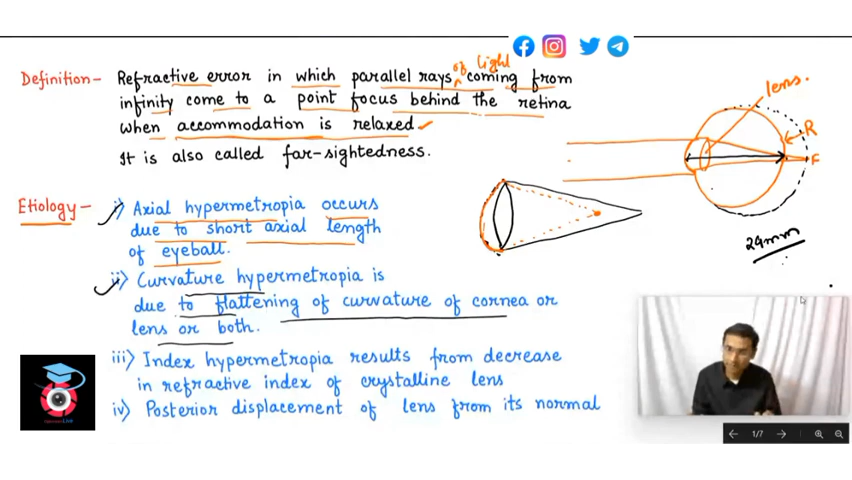 Definition- Refractive error in which parallel rays of light coming from
infinity come to a point focus behind the retina
when accommodation is relaxed
It is also called far-sightedness.
lens.
R
F
24mm
Etiology- i) Axial hypermetropia occurs
due to short axial length
of eyeball.
ii) Curvature hypermetropia is
due to flattening of curvature of cornea or
lens or both.
iii) Index hypermetropia results from decrease
in refractive index of crystalline lens
iv) Posterior displacement of lens from its normal
1/7